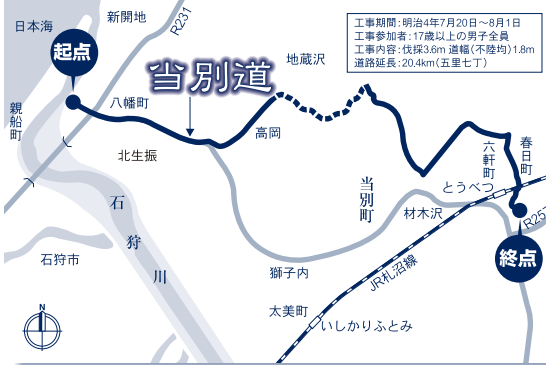 日本海
新開地
R231
起点
工事期間:明治4年7月20日〜8月1日
工事参加者:17歳以上の男子全員
工事内容:伐採3.6m 道幅(不陸均)1.8m
道路延長:20.4km(五里七丁)
地蔵沢
当別道
八幡町
親船町
高岡
北生振
春日町
六軒町
とうべつ
当別町
材木沢
R275
石狩川
終点
石狩市
獅子内
JR札沼線
太美町
いしかりふとみ
N